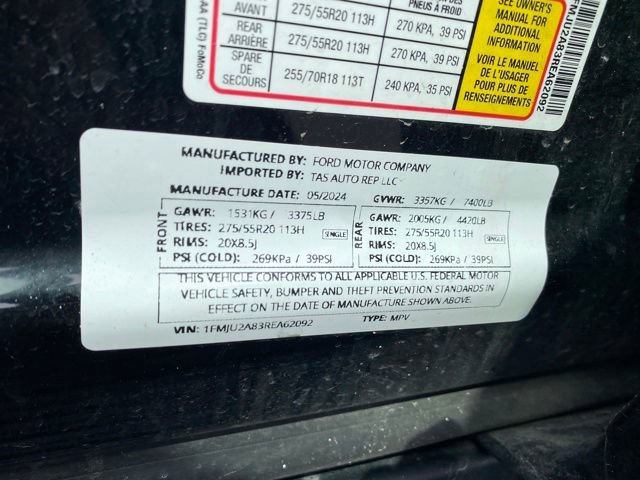 AA (TLC) FoMoCo
PNEUS À FROID
AVANT 275/55R20 113H 270 KPA, 39 PSI
REAR
ARRIÈRE 275/55R20 113H 270 KPA, 39 PSI
SPARE
DE SECOURS 255/70R18 113T 240 KPA, 35 PSI
SEE OWNER'S
MANUAL FOR
ADDITIONAL
INFORMATION
VOIR LE MANUEL
DE L'USAGER
POUR PLUS DE
RENSEIGNEMENTS
FMJU2A83REA62092
MANUFACTURED BY: FORD MOTOR COMPANY
IMPORTED BY: TAS AUTO REP LLC
MANUFACTURE DATE: 05/2024 GVWR: 3357KG / 7400LB
FRONT
GAWR: 1531KG / 3375LB
TIRES: 275/55R20 113H SINGLE
RIMS: 20X8.5J
PSI (COLD): 269KPa / 39PSI
REAR
GAWR: 2005KG / 4420LB
TIRES: 275/55R20 113H SINGLE
RIMS: 20X8.5J
PSI (COLD): 269KPa / 39PSI
THIS VEHICLE CONFORMS TO ALL APPLICABLE U.S. FEDERAL MOTOR
VEHICLE SAFETY, BUMPER AND THEFT PREVENTION STANDARDS IN
EFFECT ON THE DATE OF MANUFACTURE SHOWN ABOVE.
VIN: 1FMJU2A83REA62092 TYPE: MPV